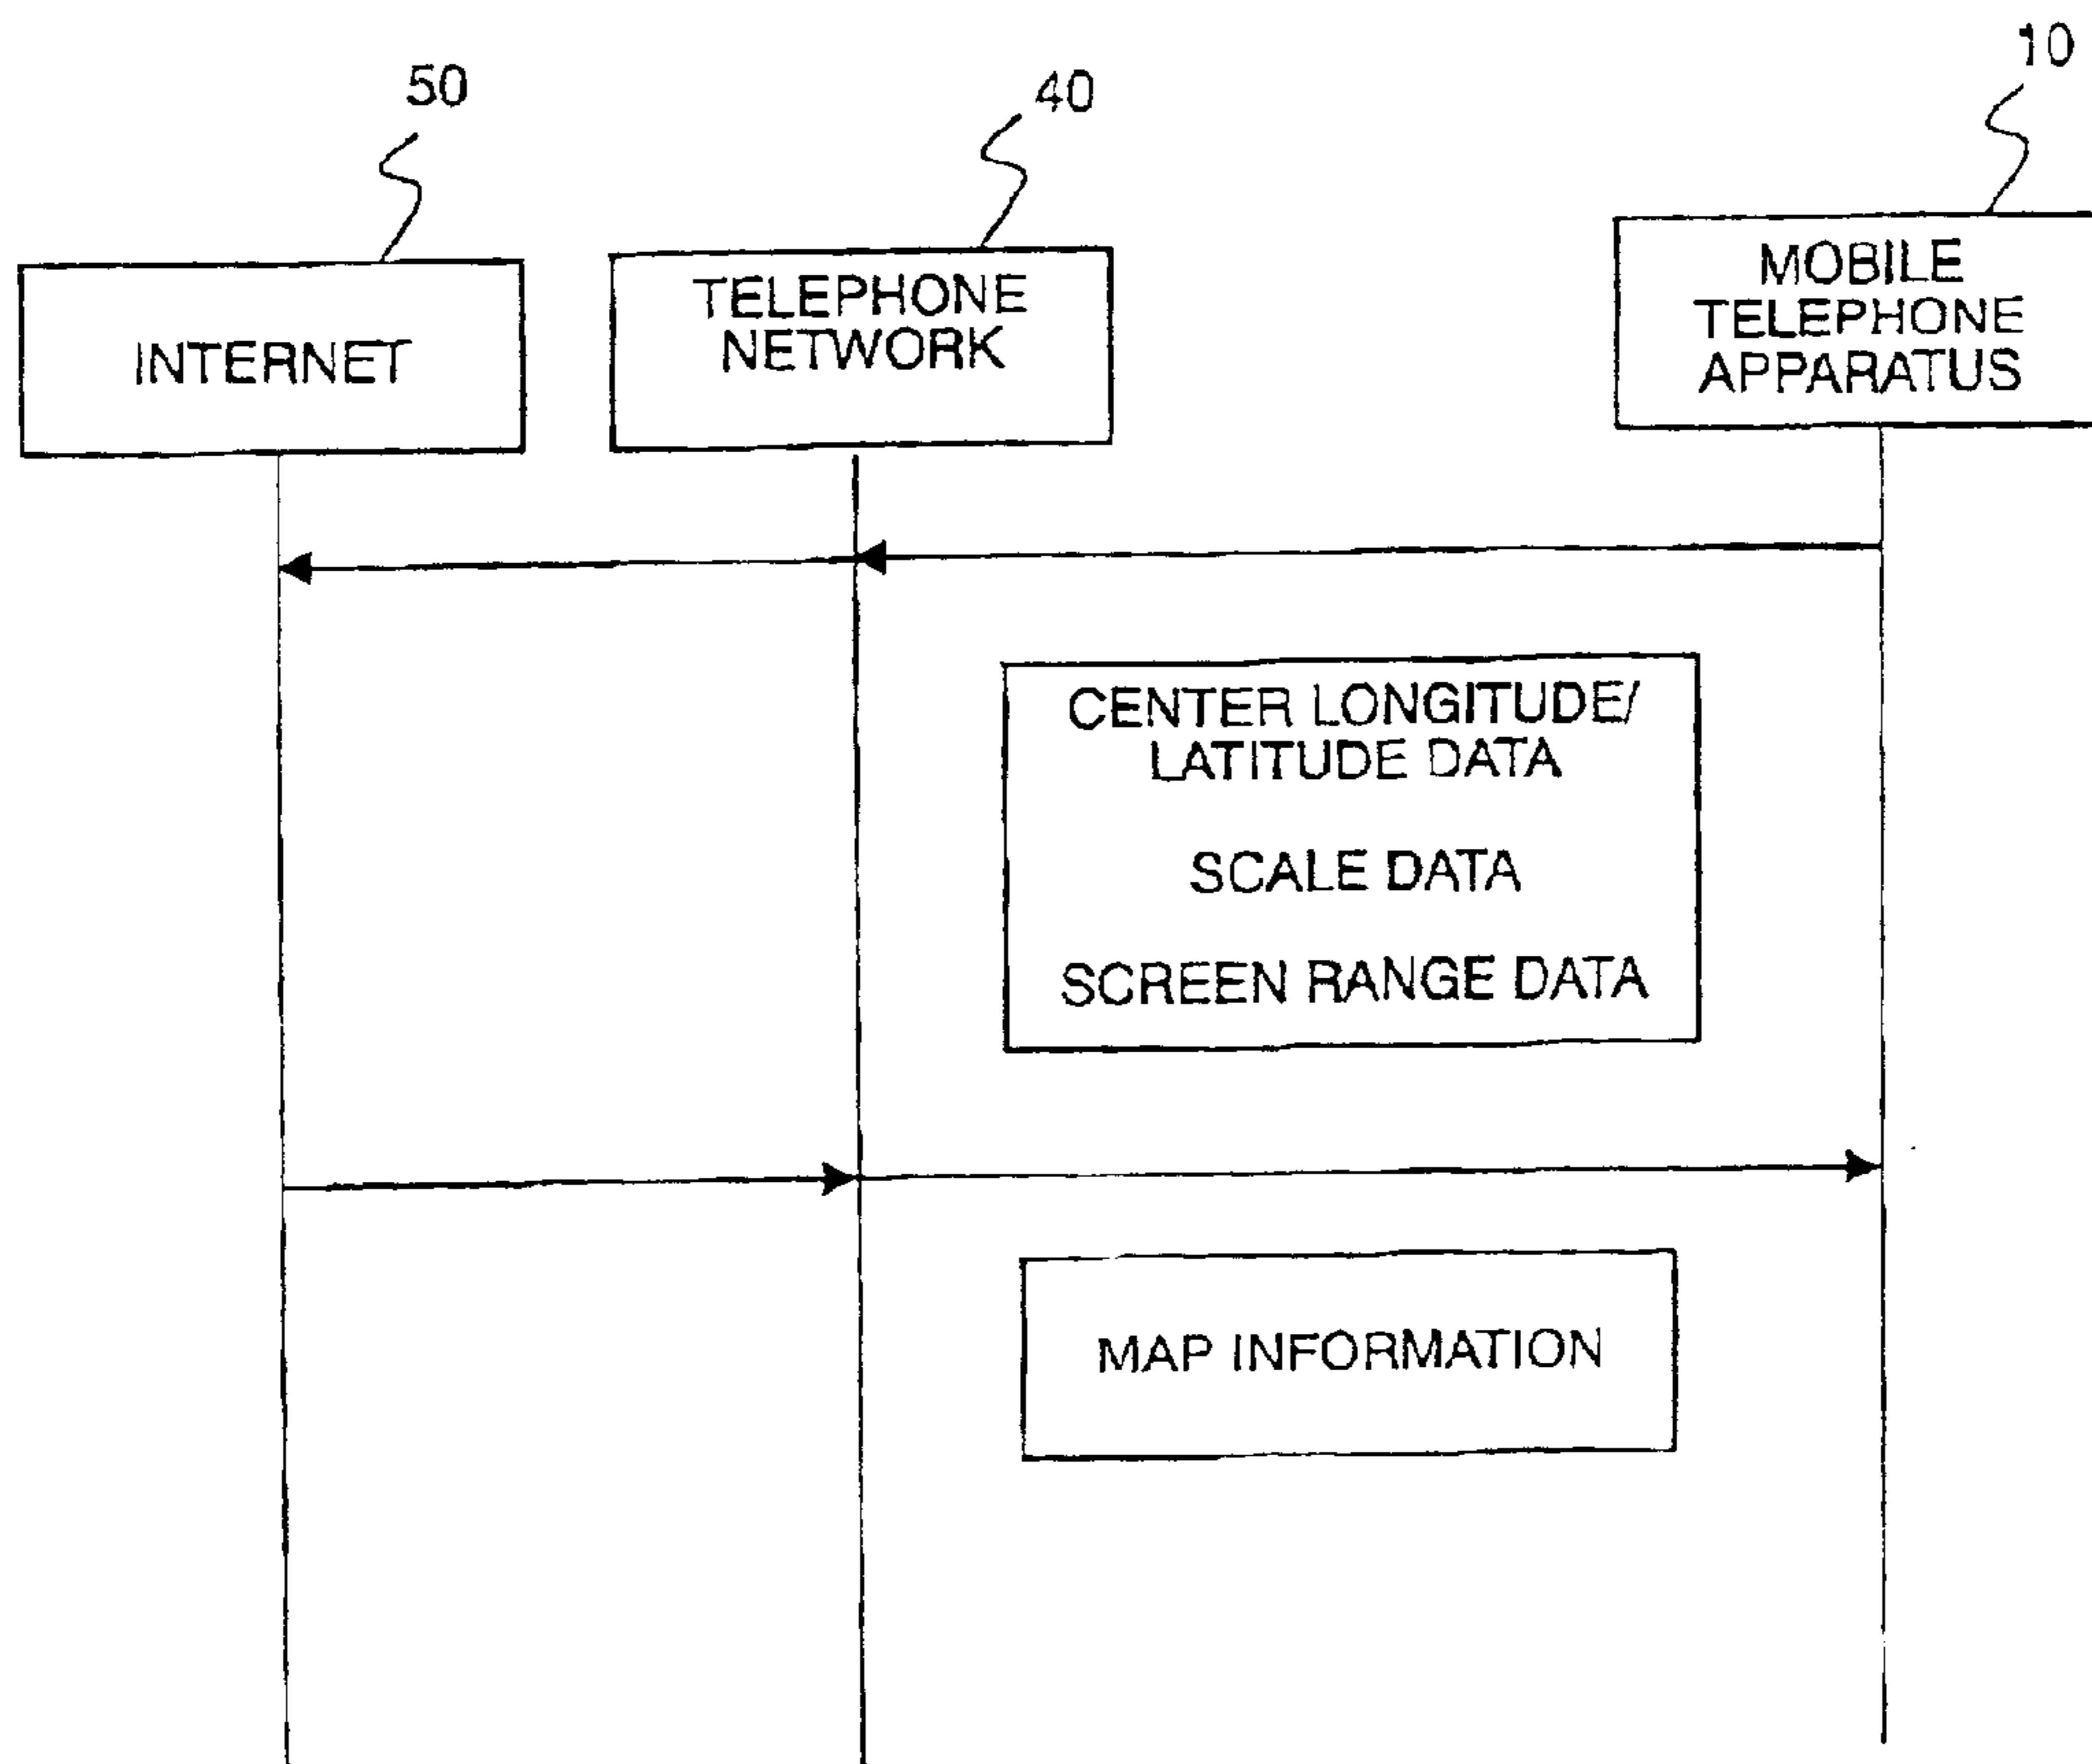 50
40
10
INTERNET
TELEPHONE
NETWORK
MOBILE
TELEPHONE
APPARATUS
CENTER LONGITUDE/
LATITUDE DATA
SCALE DATA
SCREEN RANGE DATA
MAP INFORMATION